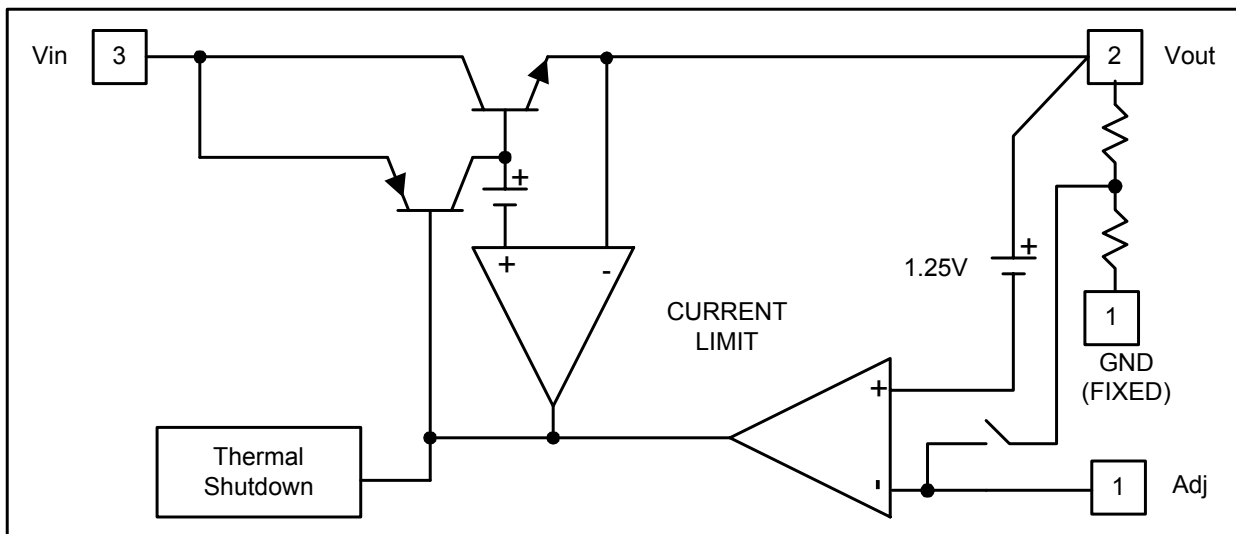 Vin
3
2
Vout
+
+
-
1.25V
+
1
GND
(FIXED)
CURRENT
LIMIT
+
-
Thermal
Shutdown
1
Adj